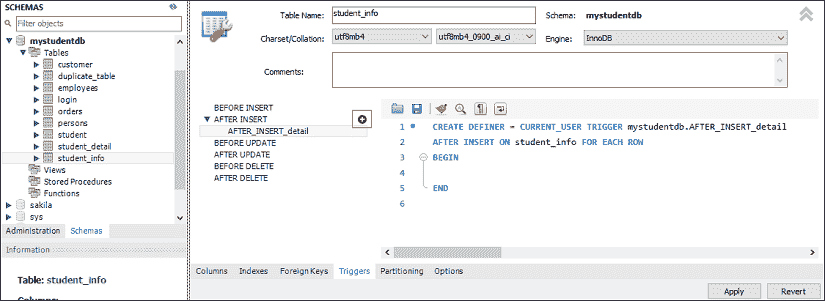 SCHEMAS
Filter objects
mystudentdb
Tables
customer
duplicate_table
employees
login
orders
persons
student
student_detail
student_info
Views
Stored Procedures
Functions
sakila
sys
Administration Schemas
Information
Table: student_info
Table Name: student_info Schema: mystudentdb
Charset/Collation: utf8mb4 utf8mb4_0900_ai_ci Engine: InnoDB
Comments:
BEFORE INSERT
AFTER INSERT
AFTER_INSERT_detail
BEFORE UPDATE
AFTER UPDATE
BEFORE DELETE
AFTER DELETE
1 CREATE DEFINER = CURRENT_USER TRIGGER mystudentdb.AFTER_INSERT_detail
2 AFTER INSERT ON student_info FOR EACH ROW
3 BEGIN
4
5 END
6
Columns Indexes Foreign Keys Triggers Partitioning Options
Apply Revert